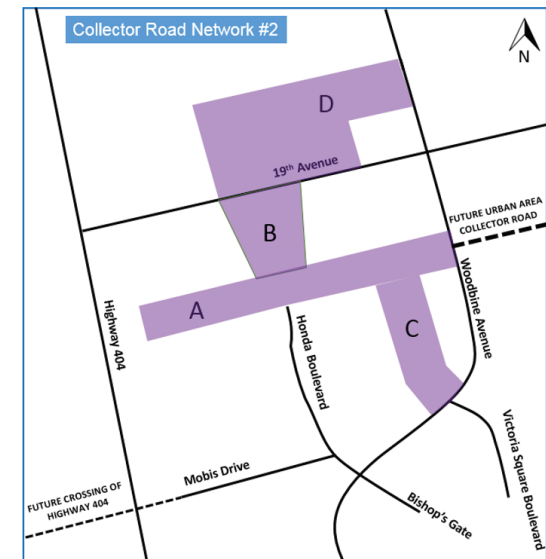 Collector Road Network #2
N
D
19th Avenue
FUTURE URBAN AREA
COLLECTOR ROAD
B
A
Highway 404
Honda Boulevard
C
Woodbine Avenue
Victoria Square Boulevard
Mobis Drive
FUTURE CROSSING OF
HIGHWAY 404
Bishop's Gate